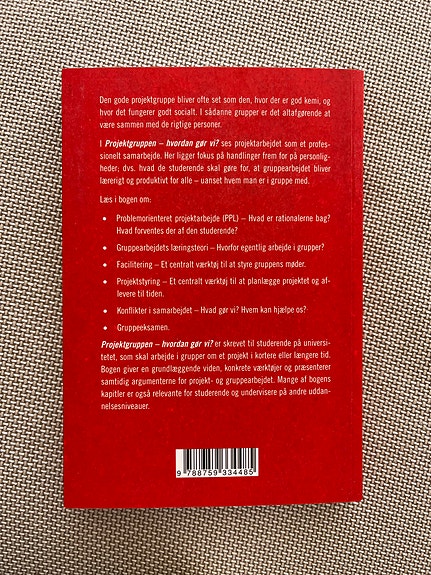 Den gode projektgruppe bliver ofte set som den, hvor der er god kemi, og
hvor det fungerer godt socialt. I sådanne grupper er det altafgørende at
være sammen med de rigtige personer.
I Projektgruppen – hvordan gør vi? ses projektarbejdet som et profes-
sionelt samarbejde. Her ligger fokus på handlinger frem for på personlig-
heder; dvs. hvad de studerende skal gøre for, at gruppearbejdet bliver
lærerigt og produktivt for alle – uanset hvem man er i gruppe med.
Læs i bogen om:
• Problemorienteret projektarbejde (PPL) – Hvad er rationalerne bag?
Hvad forventes der af den studerende?
• Gruppearbejdets læringsteori – Hvorfor egentlig arbejde i grupper?
• Facilitering – Et centralt værktøj til at styre gruppens møder.
• Projektstyring – Et centralt værktøj til at planlægge projektet og af-
levere til tiden.
• Konflikter i samarbejdet – Hvad gør vi? Hvem kan hjælpe os?
• Gruppeeksamen.
Projektgruppen – hvordan gør vi? er skrevet til studerende på universi-
tetet, som skal arbejde i grupper om et projekt i kortere eller længere tid.
Bogen giver en grundlæggende viden, konkrete værktøjer og præsenterer
samtidig argumenterne for projekt- og gruppearbejdet. Mange af bogens
kapitler er også relevante for studerende og undervisere på andre uddan-
nelsesniveauer.
9 788759 334485